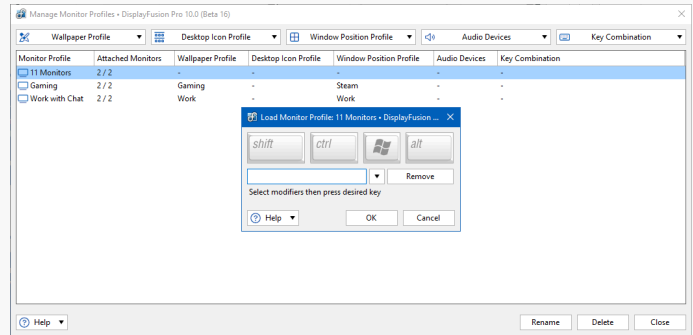 Manage Monitor Profiles • DisplayFusion Pro 10.0 (Beta 16)
Wallpaper Profile Desktop Icon Profile Window Position Profile Audio Devices Key Combination
Monitor Profile Attached Monitors Wallpaper Profile Desktop Icon Profile Window Position Profile Audio Devices Key Combination
11 Monitors 2 / 2 - - - - -
Gaming 2 / 2 Gaming - Steam - -
Work with Chat 2 / 2 Work - Work - -
Load Monitor Profile: 11 Monitors • DisplayFusion ...
shift ctrl alt
Remove
Select modifiers then press desired key
Help OK Cancel
Help Rename Delete Close